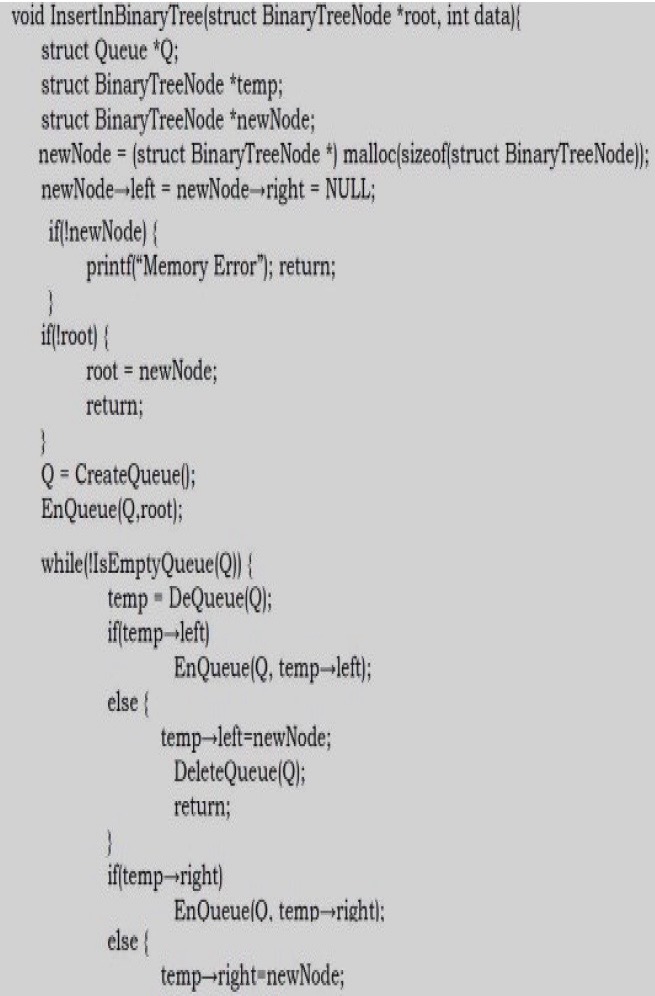 void InsertInBinaryTree(struct BinaryTreeNode *root, int data){
struct Queue *Q;
struct BinaryTreeNode *temp;
struct BinaryTreeNode *newNode;
newNode = (struct BinaryTreeNode *) malloc(sizeof(struct BinaryTreeNode));
newNode→left = newNode→right = NULL;
if(!newNode) {
printf(“Memory Error”); return;
}
if(!root) {
root = newNode;
return;
}
Q = CreateQueue();
EnQueue(Q,root);
while(!IsEmptyQueue(Q)) {
temp = DeQueue(Q);
if(temp→left)
EnQueue(Q, temp→left);
else {
temp→left=newNode;
DeleteQueue(Q);
return;
}
if(temp→right)
EnQueue(Q, temp→right);
else {
temp→right=newNode;